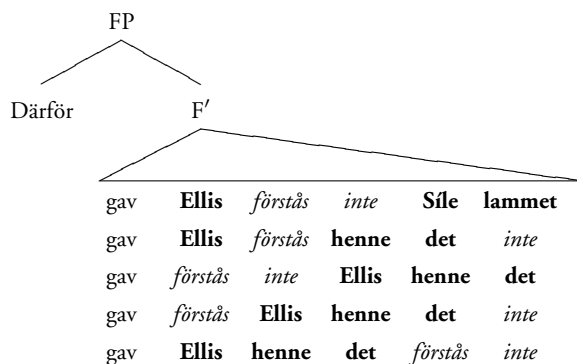 FP
Därför F′
gav Ellis förstås inte Síle lammet
gav Ellis förstås henne det inte
gav förstås inte Ellis henne det
gav förstås Ellis henne det inte
gav Ellis henne det förstås inte